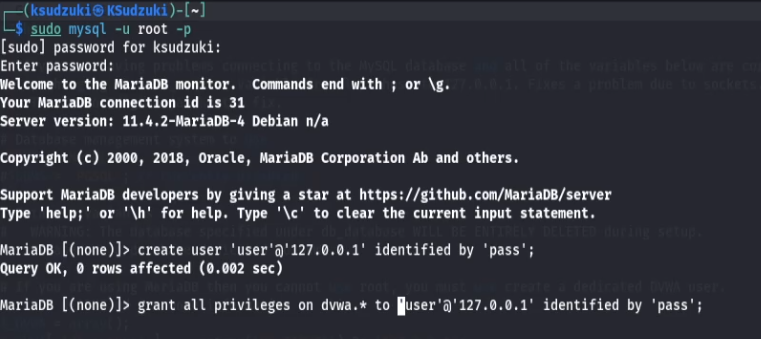 (ksudzuki㉿KSudzuki)-[~]
$ sudo mysql -u root -p
[sudo] password for ksudzuki:
Enter password:
Welcome to the MariaDB monitor.  Commands end with ; or \g.
Your MariaDB connection id is 31
Server version: 11.4.2-MariaDB-4 Debian n/a
Copyright (c) 2000, 2018, Oracle, MariaDB Corporation Ab and others.
Support MariaDB developers by giving a star at https://github.com/MariaDB/server
Type 'help;' or '\h' for help. Type '\c' to clear the current input statement.
MariaDB [(none)]> create user 'user'@'127.0.0.1' identified by 'pass';
Query OK, 0 rows affected (0.002 sec)
MariaDB [(none)]> grant all privileges on dvwa.* to 'user'@'127.0.0.1' identified by 'pass';